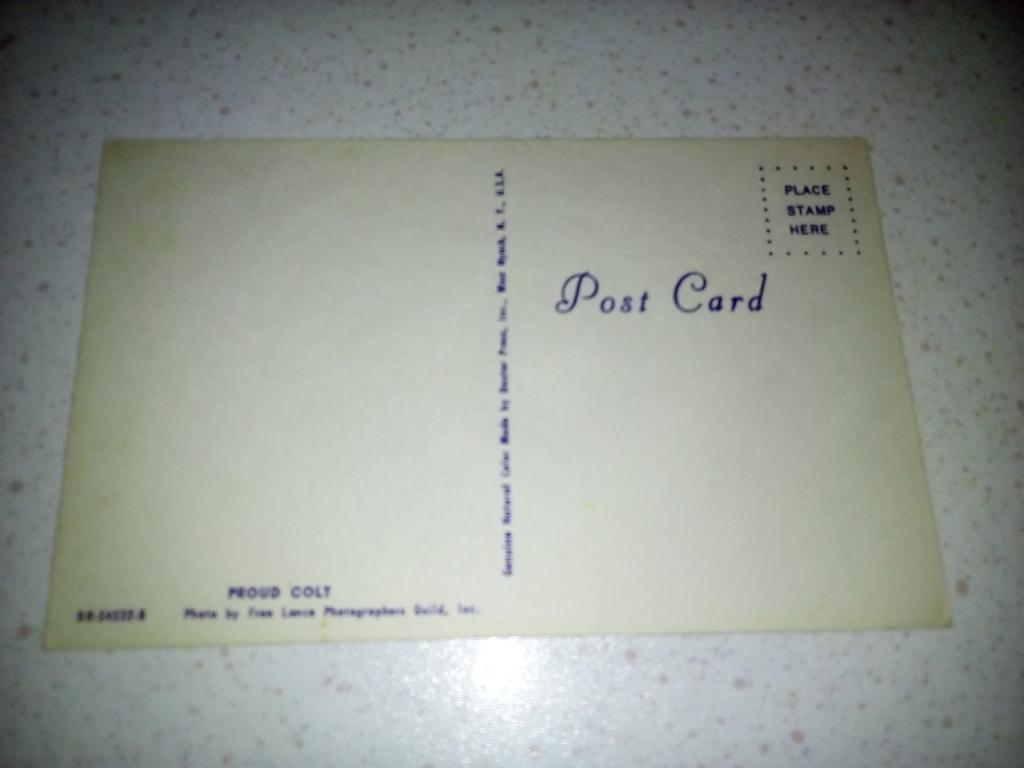 PLACE
STAMP
HERE
Post Card
Genuine Natural Color Made by Dexter Press, Inc., West Nyack, N. Y., U.S.A.
PROUD COLT
Photo by Free Lance Photographers Guild, Inc.